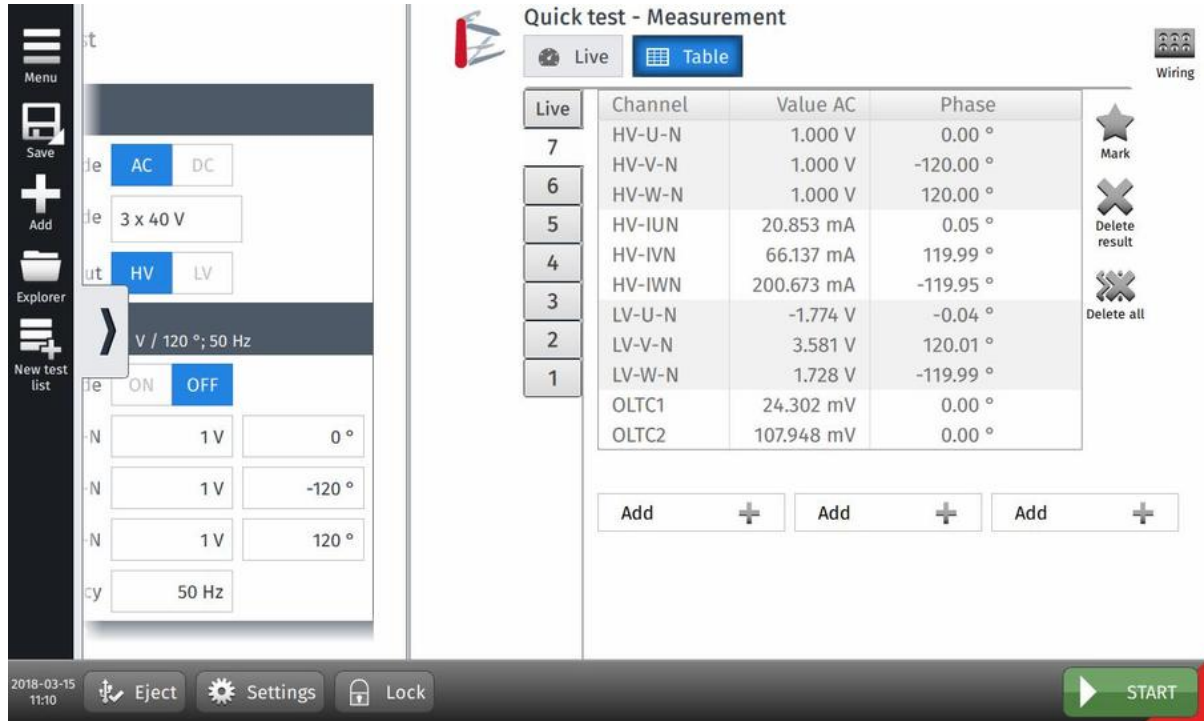 Menu
Save
Add
Explorer
New test
list
st
de AC DC
de 3 x 40 V
ut HV LV
V / 120 °; 50 Hz
de ON OFF
-N 1 V 0 °
-N 1 V -120 °
-N 1 V 120 °
cy 50 Hz
Quick test - Measurement
Live Table
Wiring
Live
7
6
5
4
3
2
1
Channel Value AC Phase
HV-U-N 1.000 V 0.00 °
HV-V-N 1.000 V -120.00 °
HV-W-N 1.000 V 120.00 °
HV-IUN 20.853 mA 0.05 °
HV-IVN 66.137 mA 119.99 °
HV-IWN 200.673 mA -119.95 °
LV-U-N -1.774 V -0.04 °
LV-V-N 3.581 V 120.01 °
LV-W-N 1.728 V -119.99 °
OLTC1 24.302 mV 0.00 °
OLTC2 107.948 mV 0.00 °
Mark
Delete
result
Delete all
Add Add Add
2018-03-15
11:10
Eject Settings Lock
START